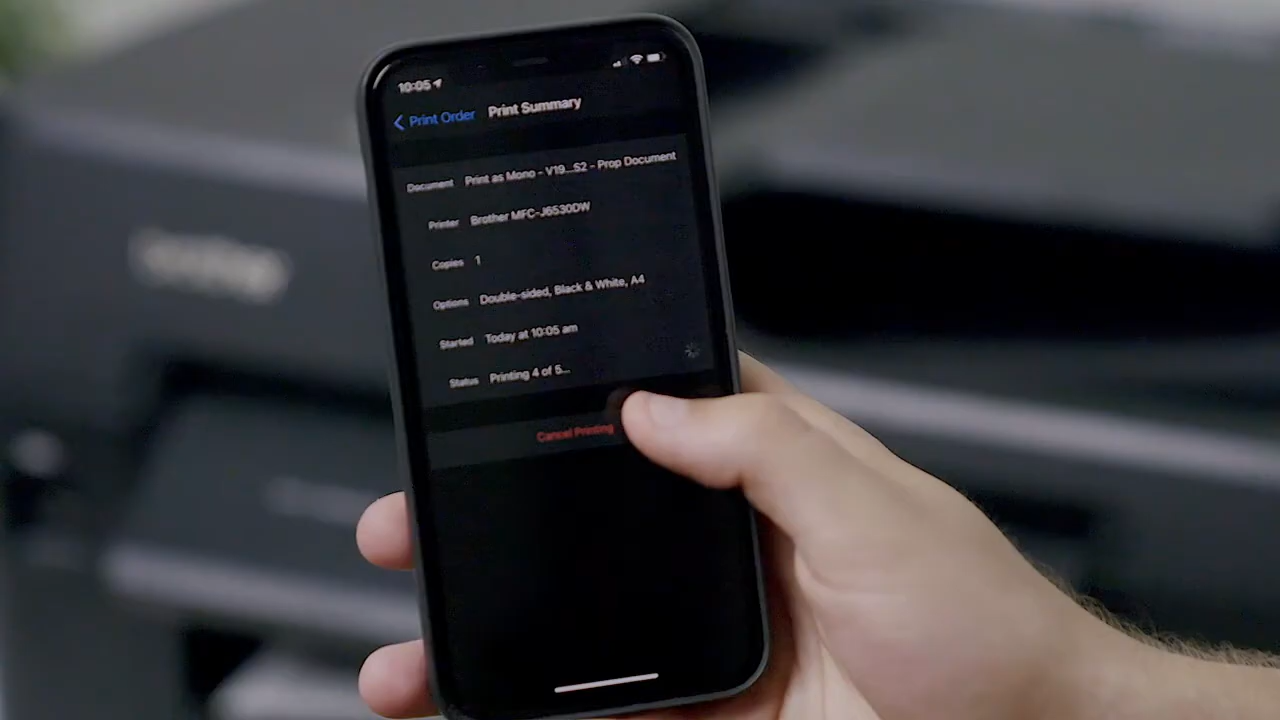 10:05
Print Order Print Summary
Document Print as Mono - V19...S2 - Prop Document
Printer Brother MFC-J6530DW
Copies 1
Options Double-sided, Black & White, A4
Started Today at 10:05 am
Status Printing 4 of 5...
Cancel Printing
brother